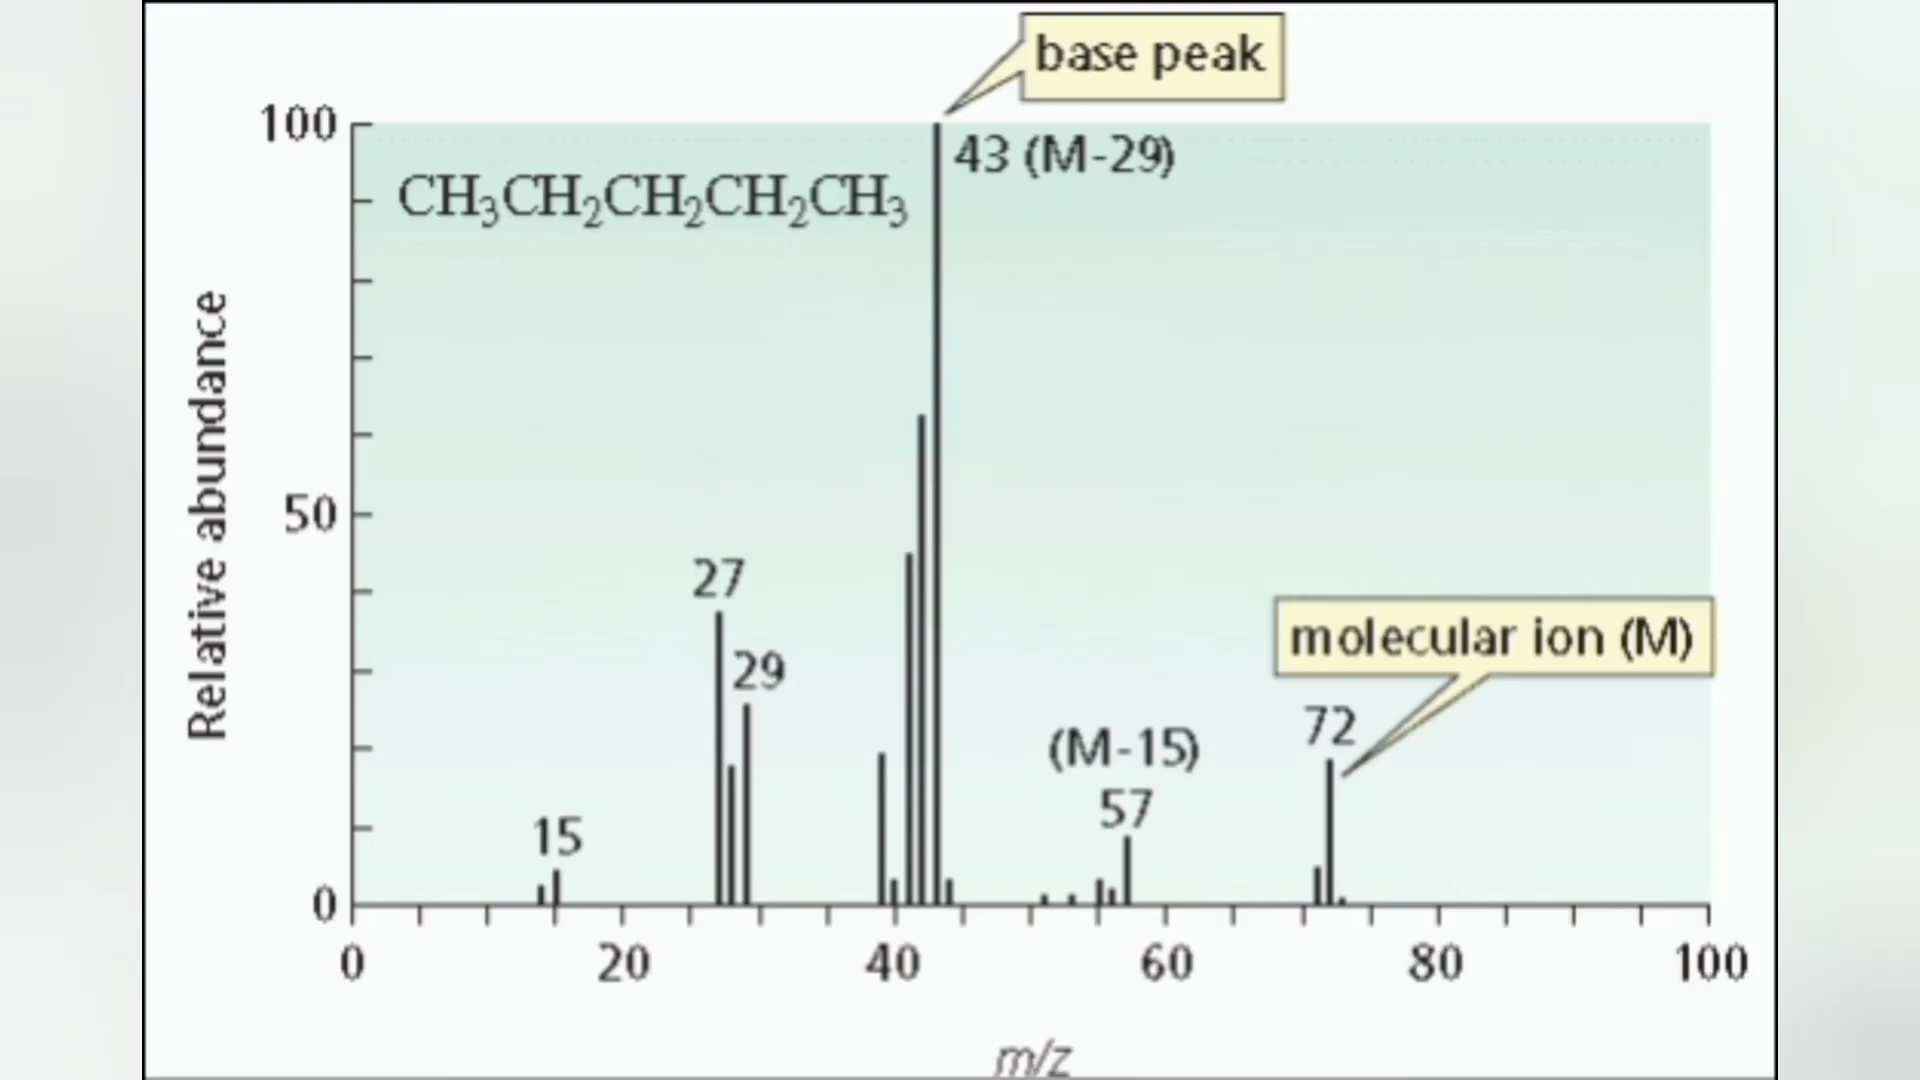 base peak
100
43 (M-29)
CH₃CH₂CH₂CH₂CH₃
Relative abundance
50
27
29
molecular ion (M)
72
(M-15)
57
15
0
0 20 40 60 80 100
m/z